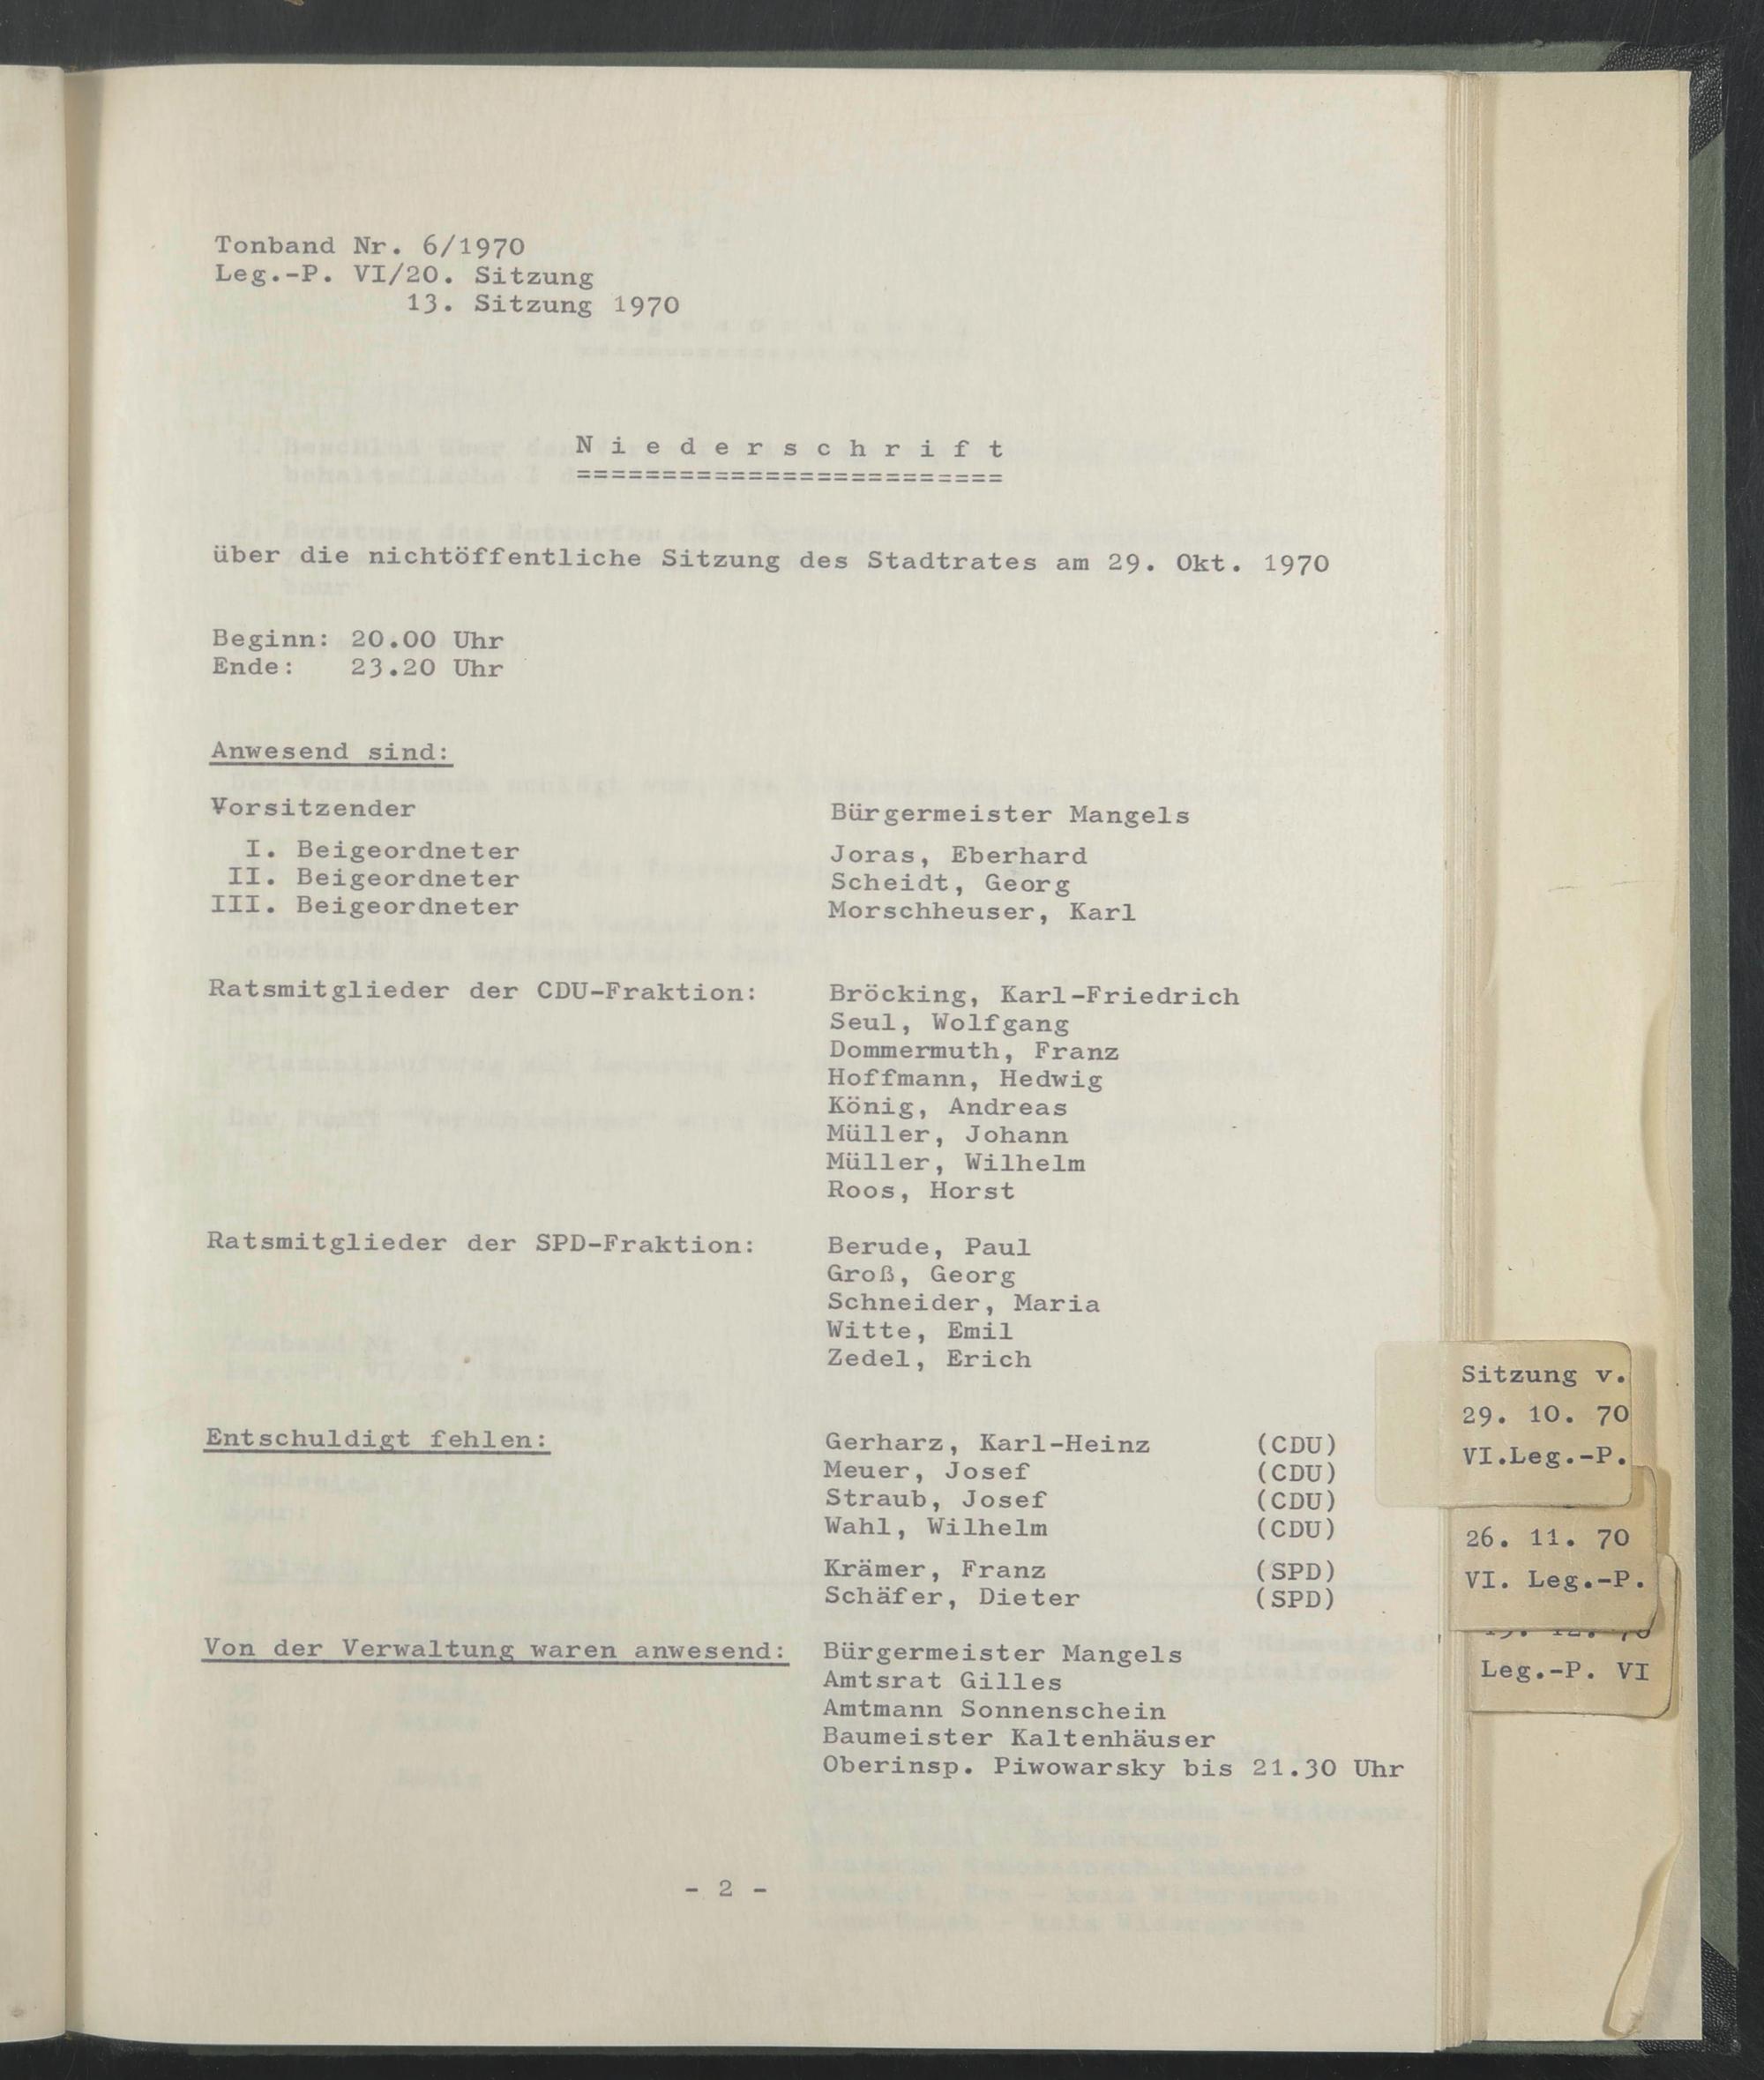 Tonband Nr. 6/1970
Leg.-P. VI/20. Sitzung
13. Sitzung 1970
N i e d e r s c h r i f t
=========================
über die nichtöffentliche Sitzung des Stadtrates am 29. Okt. 1970
Beginn: 20.00 Uhr
Ende: 23.20 Uhr
Anwesend sind:
Vorsitzender Bürgermeister Mangels
I. Beigeordneter Joras, Eberhard
II. Beigeordneter Scheidt, Georg
III. Beigeordneter Morschheuser, Karl
Ratsmitglieder der CDU-Fraktion: Bröcking, Karl-Friedrich
Seul, Wolfgang
Dommermuth, Franz
Hoffmann, Hedwig
König, Andreas
Müller, Johann
Müller, Wilhelm
Roos, Horst
Ratsmitglieder der SPD-Fraktion: Berude, Paul
Groß, Georg
Schneider, Maria
Witte, Emil
Zedel, Erich
Entschuldigt fehlen: Gerharz, Karl-Heinz (CDU)
Meuer, Josef (CDU)
Straub, Josef (CDU)
Wahl, Wilhelm (CDU)
Krämer, Franz (SPD)
Schäfer, Dieter (SPD)
Von der Verwaltung waren anwesend: Bürgermeister Mangels
Amtsrat Gilles
Amtmann Sonnenschein
Baumeister Kaltenhäuser
Oberinsp. Piwowarsky bis 21.30 Uhr
- 2 -
Sitzung v.
29. 10. 70
VI.Leg.-P.
26. 11. 70
VI. Leg.-P.
Leg.-P. VI